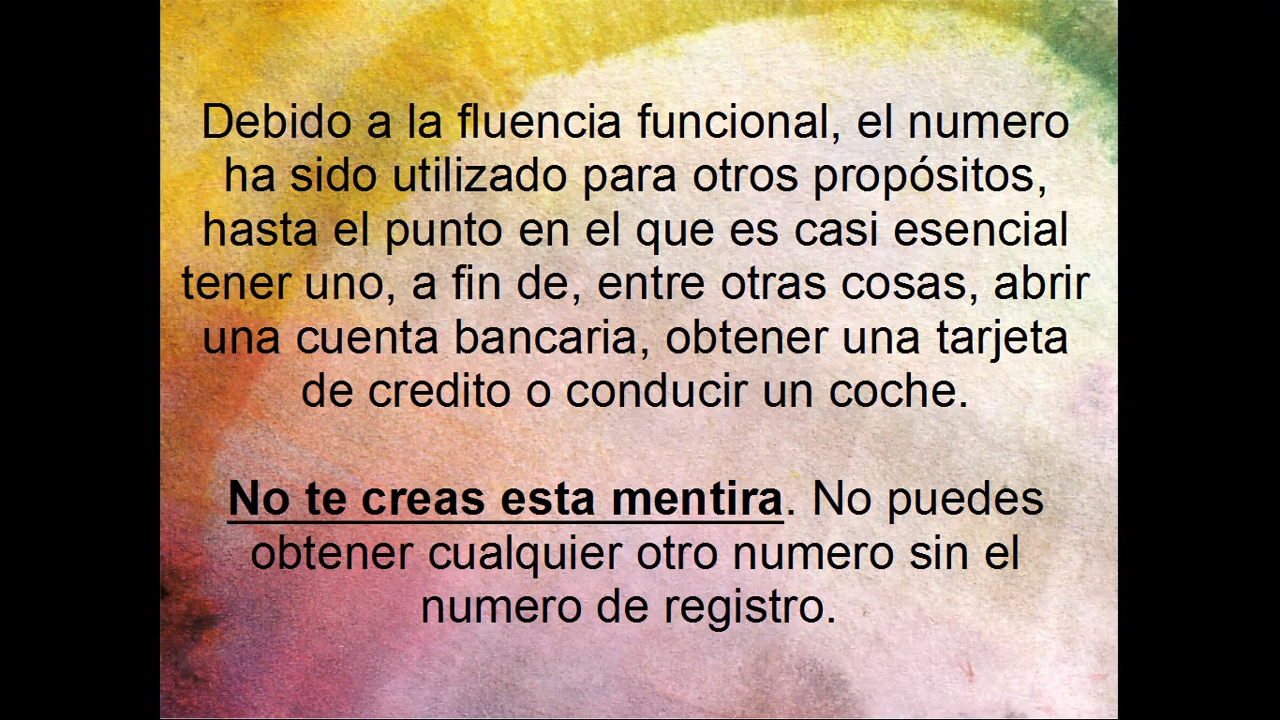 Debido a la fluencia funcional, el numero
ha sido utilizado para otros propósitos,
hasta el punto en el que es casi esencial
tener uno, a fin de, entre otras cosas, abrir
una cuenta bancaria, obtener una tarjeta
de credito o conducir un coche.
No te creas esta mentira. No puedes
obtener cualquier otro numero sin el
numero de registro.